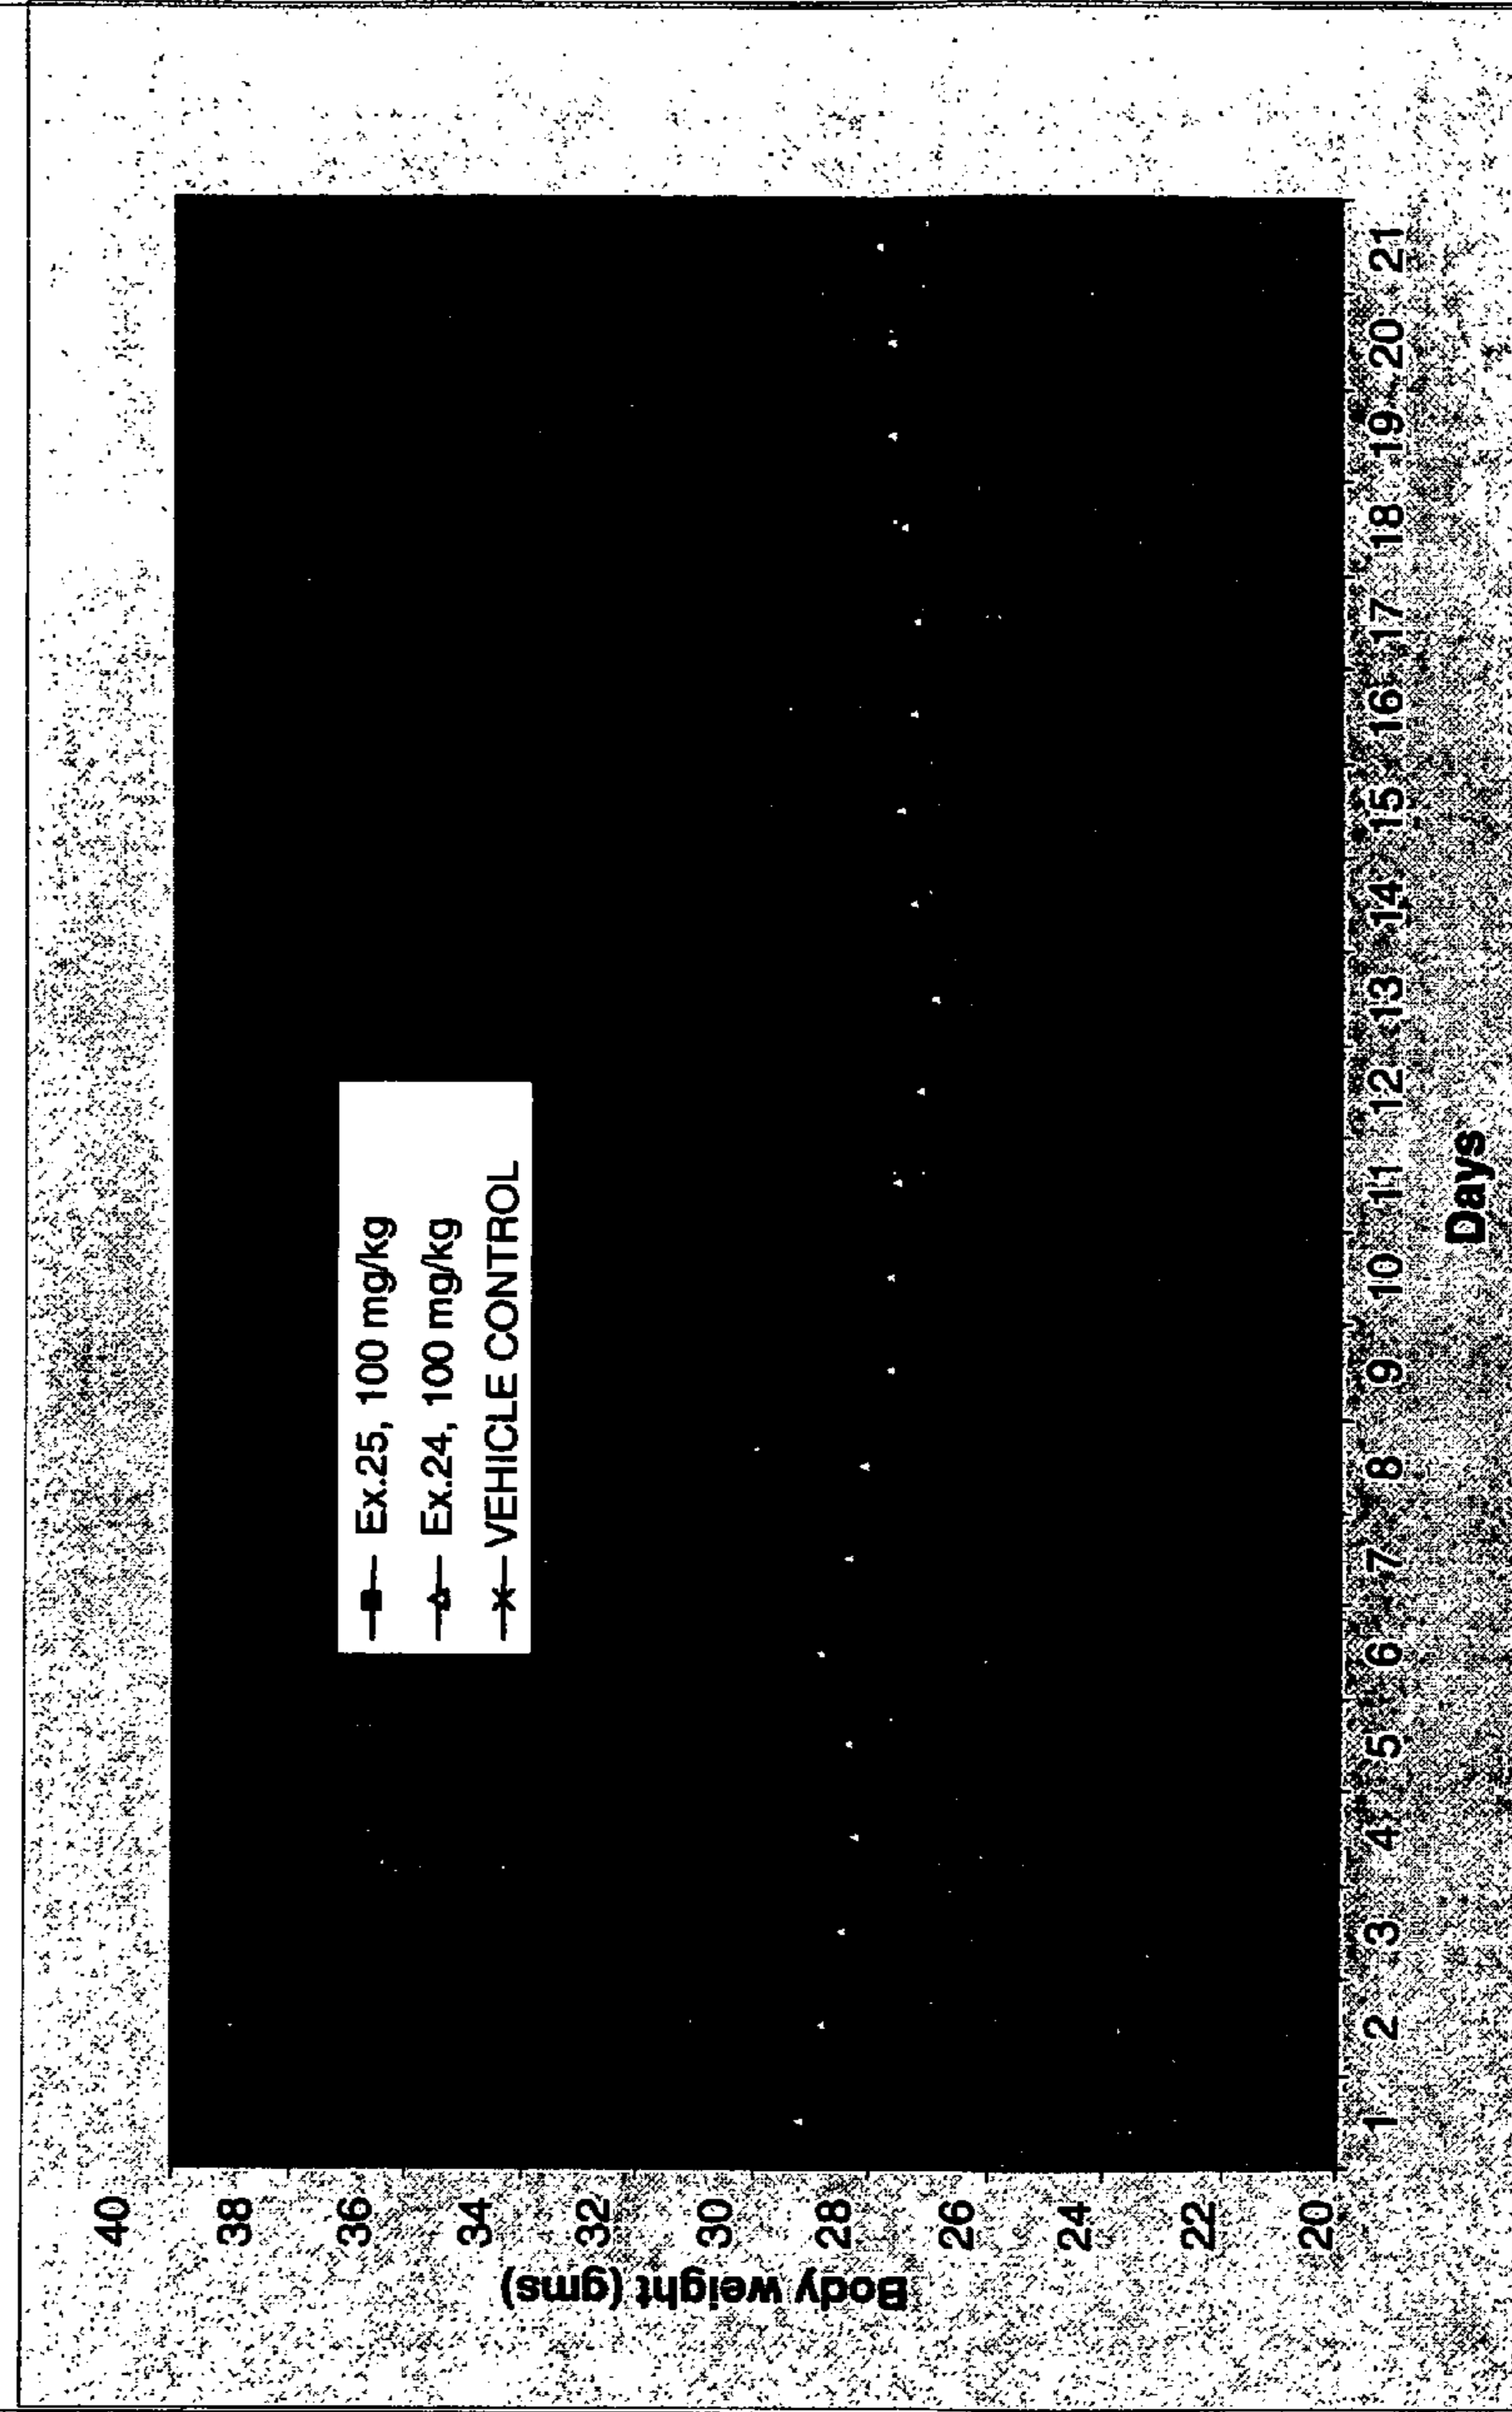 Body weight (gms)
40
38
36
34
32
30
28
26
24
22
20
Ex.25, 100 mg/kg
Ex.24, 100 mg/kg
VEHICLE CONTROL
1 2 3 4 5 6 7 8 9 10 11 12 13 14 15 16 17 18 19 20 21
Days